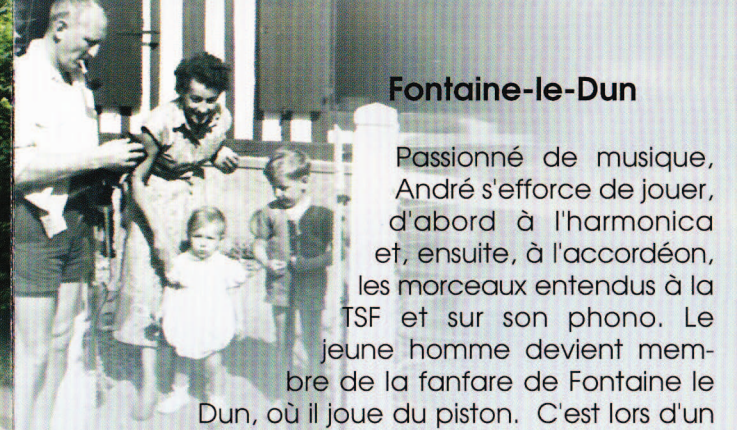 Fontaine-le-Dun
Passionné de musique,
André s'efforce de jouer,
d'abord à l'harmonica
et, ensuite, à l'accordéon,
les morceaux entendus à la
TSF et sur son phono. Le
jeune homme devient mem-
bre de la fanfare de Fontaine le
Dun, où il joue du piston. C'est lors d'un